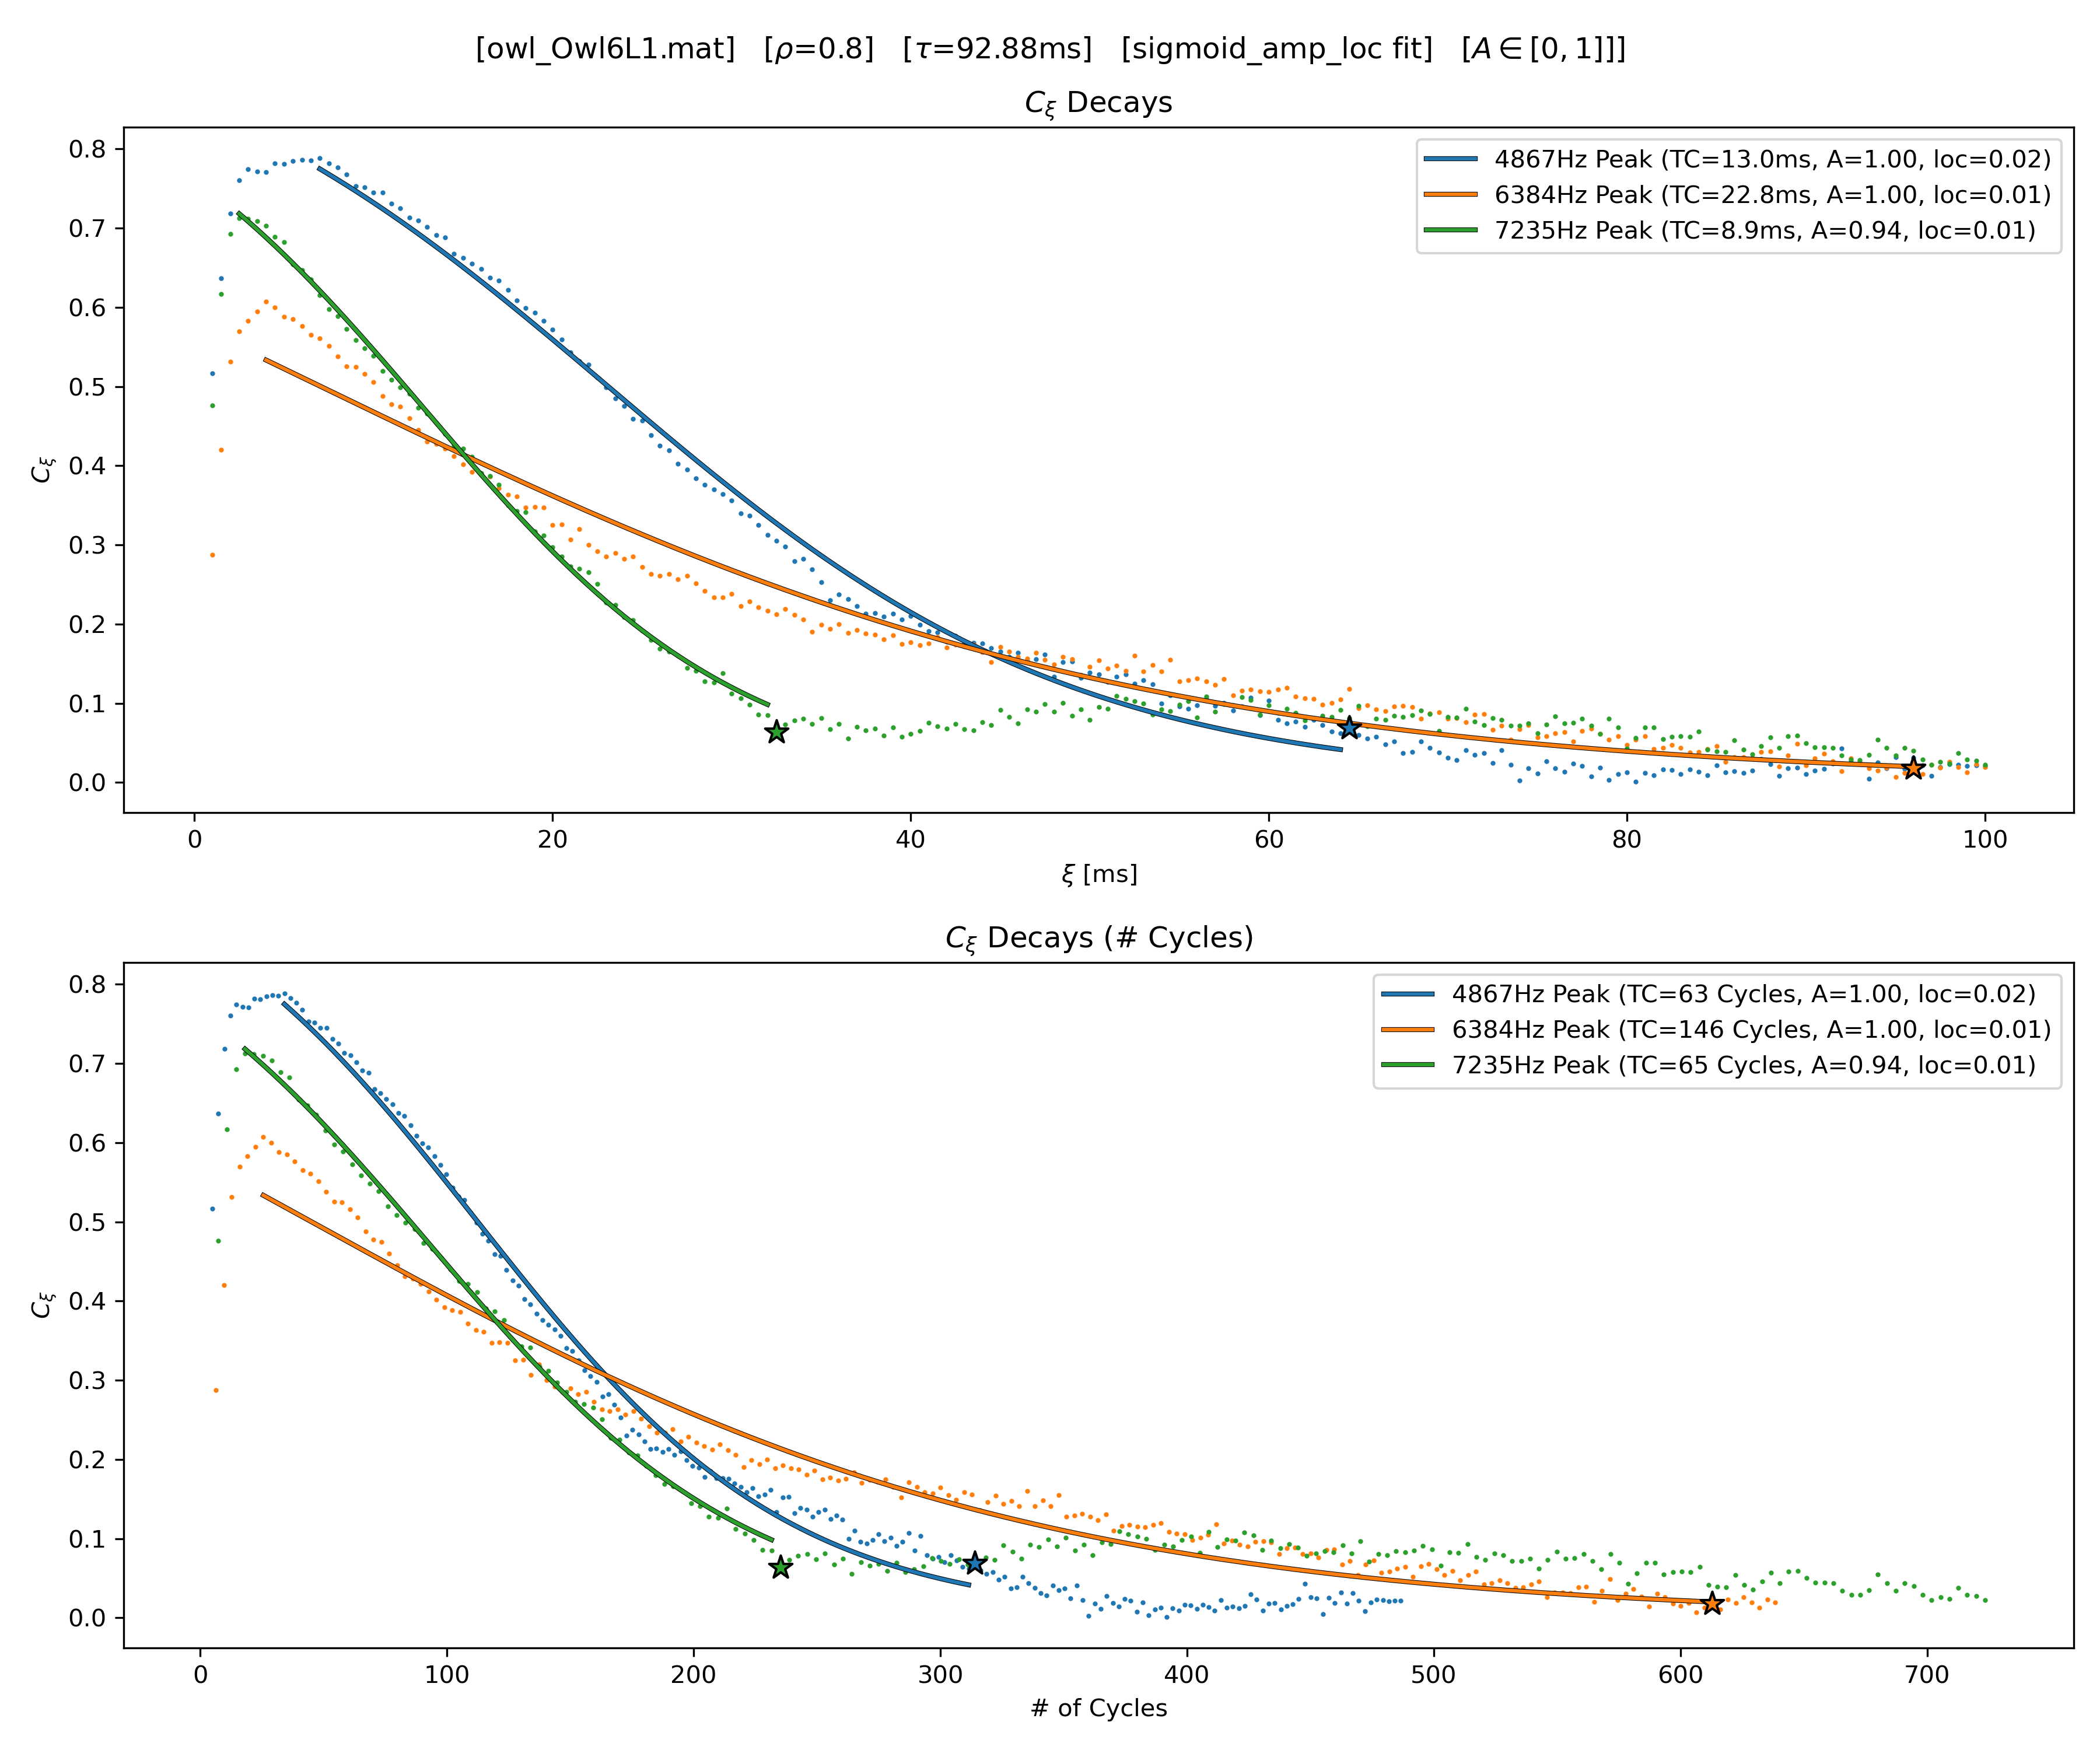 [owl_Owl6L1.mat] [ρ=0.8] [τ=92.88ms] [sigmoid_amp_loc fit] [A ∈ [0, 1]]]
Cξ Decays
0.8
0.7
0.6
0.5
0.4
0.3
0.2
0.1
0.0
Cξ
4867Hz Peak (TC=13.0ms, A=1.00, loc=0.02)
6384Hz Peak (TC=22.8ms, A=1.00, loc=0.01)
7235Hz Peak (TC=8.9ms, A=0.94, loc=0.01)
0 20 40 60 80 100
ξ [ms]
Cξ Decays (# Cycles)
0.8
0.7
0.6
0.5
0.4
0.3
0.2
0.1
0.0
Cξ
4867Hz Peak (TC=63 Cycles, A=1.00, loc=0.02)
6384Hz Peak (TC=146 Cycles, A=1.00, loc=0.01)
7235Hz Peak (TC=65 Cycles, A=0.94, loc=0.01)
0 100 200 300 400 500 600 700
# of Cycles